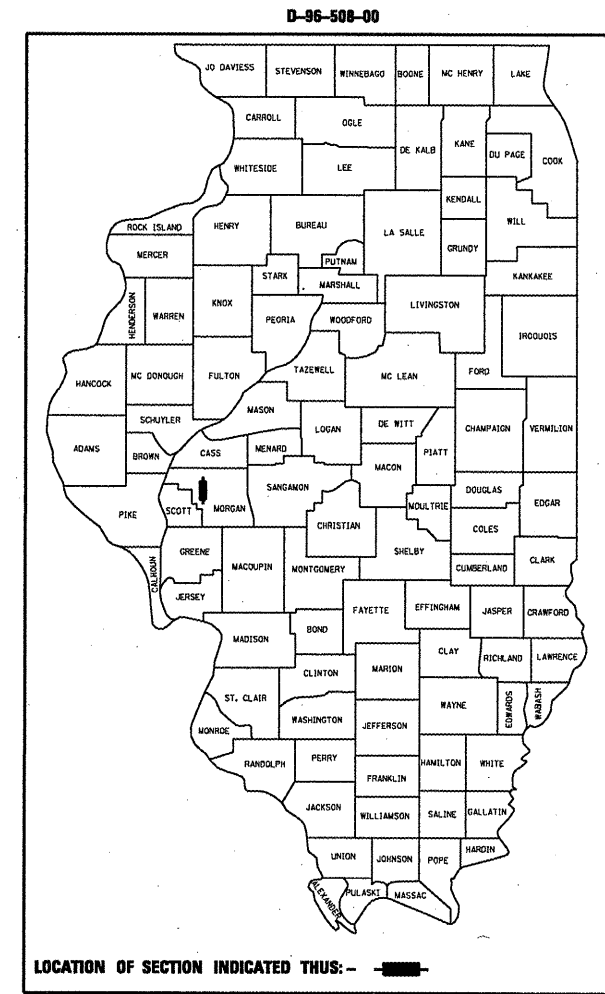 D-96-508-00
JO DAVIESS STEVENSON WINNEBAGO BOONE MC HENRY LAKE
CARROLL OGLE DE KALB KANE DU PAGE COOK
WHITESIDE LEE KENDALL WILL
ROCK ISLAND HENRY BUREAU LA SALLE GRUNDY
MERCER PUTNAM KANKAKEE
HENDERSON WARREN KNOX STARK MARSHALL LIVINGSTON
PEORIA WOODFORD IROQUOIS
HANCOCK MC DONOUGH FULTON TAZEWELL MC LEAN FORD
SCHUYLER MASON LOGAN DE WITT CHAMPAIGN VERMILION
ADAMS BROWN CASS MENARD MACON PIATT
PIKE SCOTT MORGAN SANGAMON MOULTRIE DOUGLAS EDGAR
CHRISTIAN COLES
CALHOUN GREENE MACOUPIN MONTGOMERY SHELBY CUMBERLAND CLARK
JERSEY FAYETTE EFFINGHAM JASPER CRAWFORD
MADISON BOND
CLINTON MARION CLAY RICHLAND LAWRENCE
ST. CLAIR WAYNE EDWARDS WABASH
MONROE WASHINGTON JEFFERSON
RANDOLPH PERRY HAMILTON WHITE
FRANKLIN
JACKSON WILLIAMSON SALINE GALLATIN
UNION JOHNSON POPE HARDIN
ALEXANDER PULASKI MASSAC
LOCATION OF SECTION INDICATED THUS: -